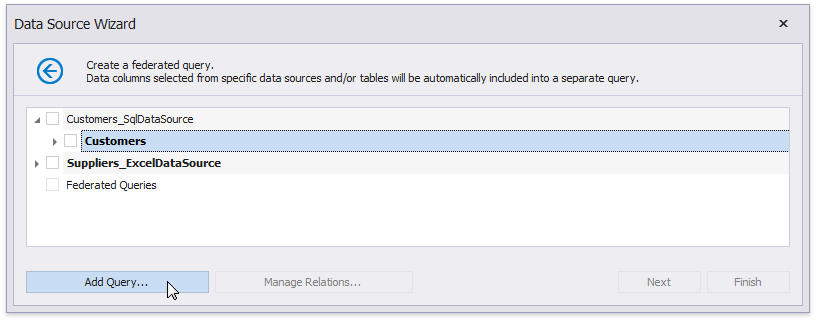 Data Source Wizard
Create a federated query.
Data columns selected from specific data sources and/or tables will be automatically included into a separate query.
Customers_SqlDataSource
Customers
Suppliers_ExcelDataSource
Federated Queries
Add Query... Manage Relations... Next Finish